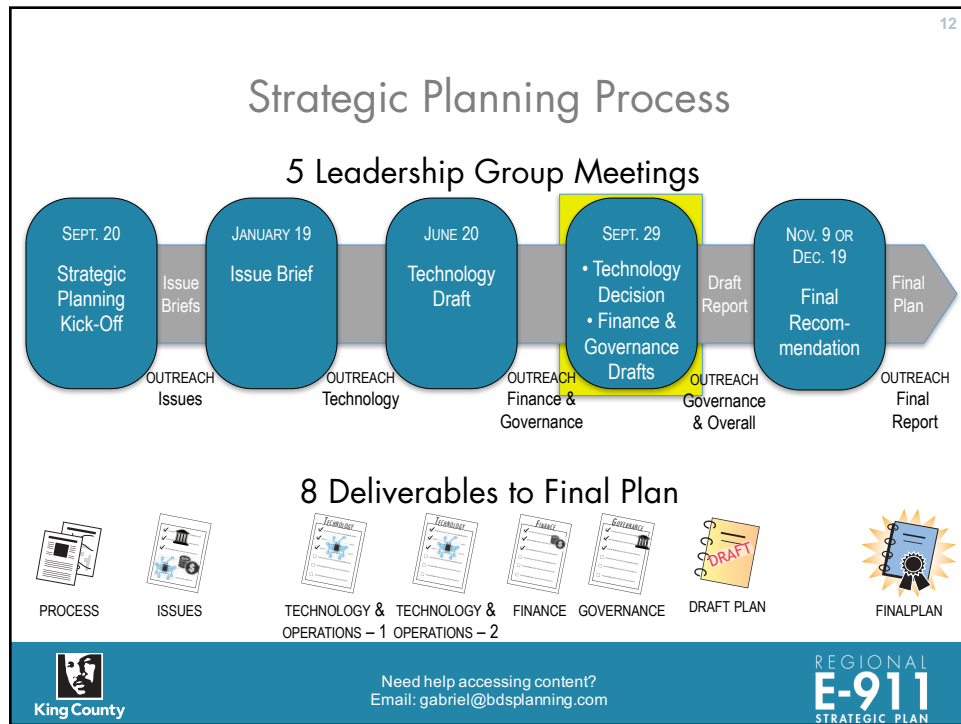 12
Strategic Planning Process
5 Leadership Group Meetings
SEPT. 20
Strategic
Planning
Kick-Off
Issue
Briefs
JANUARY 19
Issue Brief
JUNE 20
Technology
Draft
SEPT. 29
• Technology
Decision
• Finance &
Governance
Drafts
Draft
Report
NOV. 9 OR
DEC. 19
Final
Recom-
mendation
Final
Plan
OUTREACH
Issues
OUTREACH
Technology
OUTREACH
Finance &
Governance
OUTREACH
Governance
& Overall
OUTREACH
Final
Report
8 Deliverables to Final Plan
TECHNOLOGY
TECHNOLOGY
FINANCE
GOVERNANCE
DRAFT
PROCESS
ISSUES
TECHNOLOGY &
OPERATIONS – 1
TECHNOLOGY &
OPERATIONS – 2
FINANCE
GOVERNANCE
DRAFT PLAN
FINALPLAN
King County
Need help accessing content?
Email: gabriel@bdsplanning.com
REGIONAL
E-911
STRATEGIC PLAN